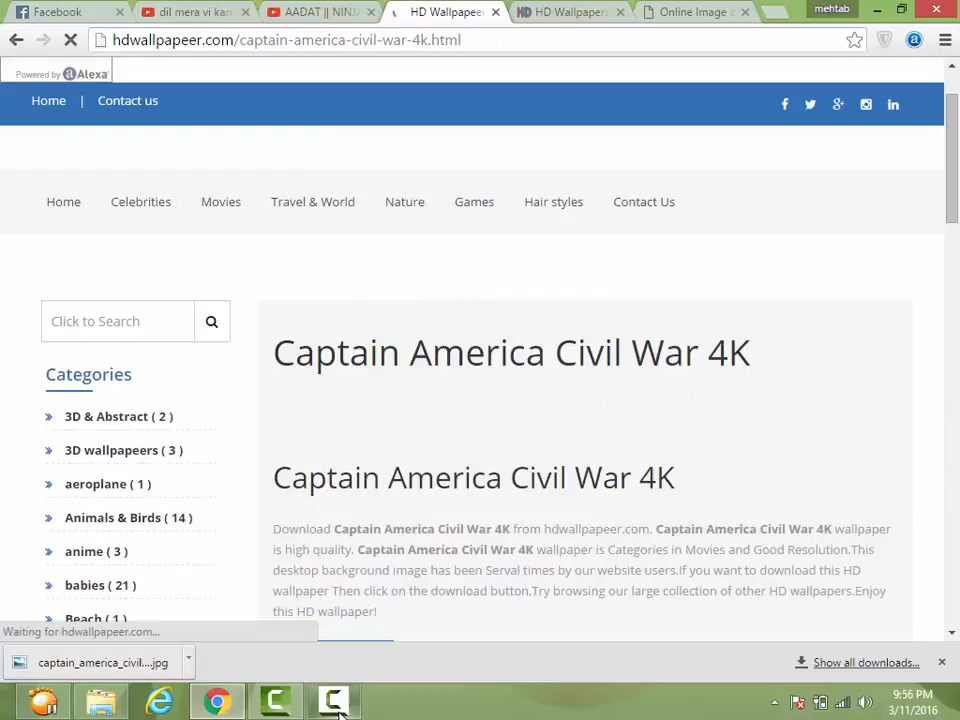 Facebook
dil mera vi kar
AADAT || NINJ
HD Wallpapee
HD Wallpapers
Online Image E
mehtab
hdwallpapeer.com/captain-america-civil-war-4k.html
Powered by Alexa
Home | Contact us
Home Celebrities Movies Travel & World Nature Games Hair styles Contact Us
Click to Search
Categories
3D & Abstract ( 2 )
3D wallpapeers ( 3 )
aeroplane ( 1 )
Animals & Birds ( 14 )
anime ( 3 )
babies ( 21 )
Beach ( 1 )
Captain America Civil War 4K
Captain America Civil War 4K
Download Captain America Civil War 4K from hdwallpapeer.com. Captain America Civil War 4K wallpaper
is high quality. Captain America Civil War 4K wallpaper is Categories in Movies and Good Resolution.This
desktop background image has been Serval times by our website users.if you want to download this HD
wallpaper Then click on the download button.Try browsing our large collection of other HD wallpapers.Enjoy
this HD wallpaper!
Waiting for hdwallpapeer.com...
captain_america_civil....jpg
Show all downloads...
9:56 PM
3/11/2016